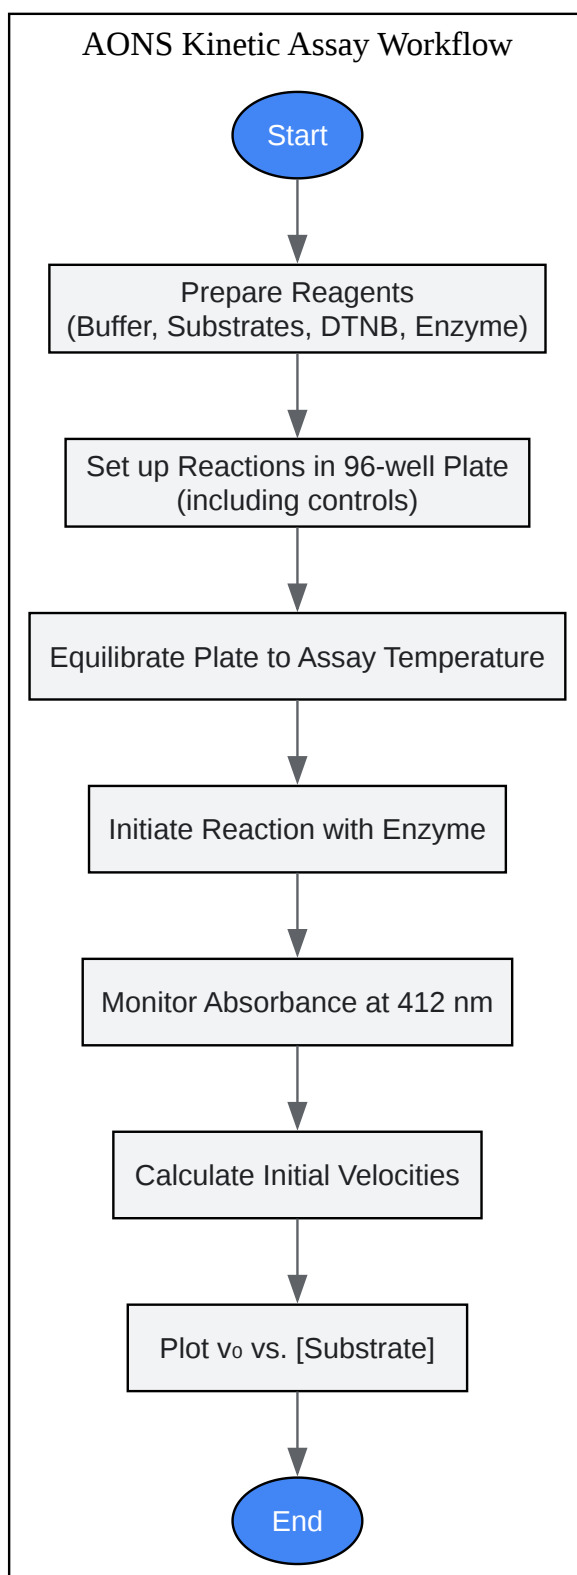 AONS Kinetic Assay Workflow
Start
Prepare Reagents
(Buffer, Substrates, DTNB, Enzyme)
Set up Reactions in 96-well Plate
(including controls)
Equilibrate Plate to Assay Temperature
Initiate Reaction with Enzyme
Monitor Absorbance at 412 nm
Calculate Initial Velocities
Plot v₀ vs. [Substrate]
End